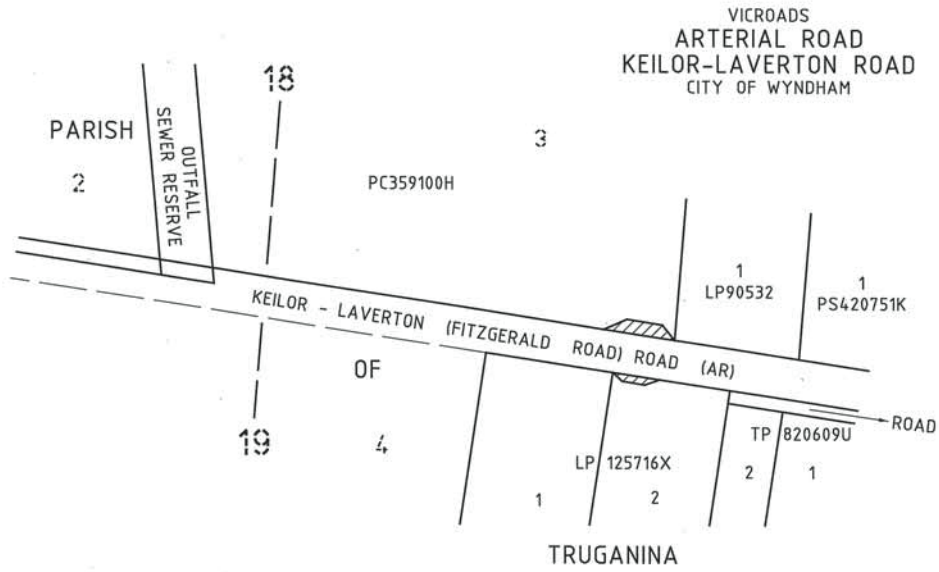 VICROADS
ARTERIAL ROAD
KEILOR-LAVERTON ROAD
CITY OF WYNDHAM
18
PARISH
3
OUTFALL
SEWER RESERVE
2
PC359100H
1
LP90532
1
PS420751K
KEILOR - LAVERTON (FITZGERALD ROAD) ROAD (AR)
OF
ROAD
19
4
TP 820609U
LP 125716X
2
1
1
2
TRUGANINA